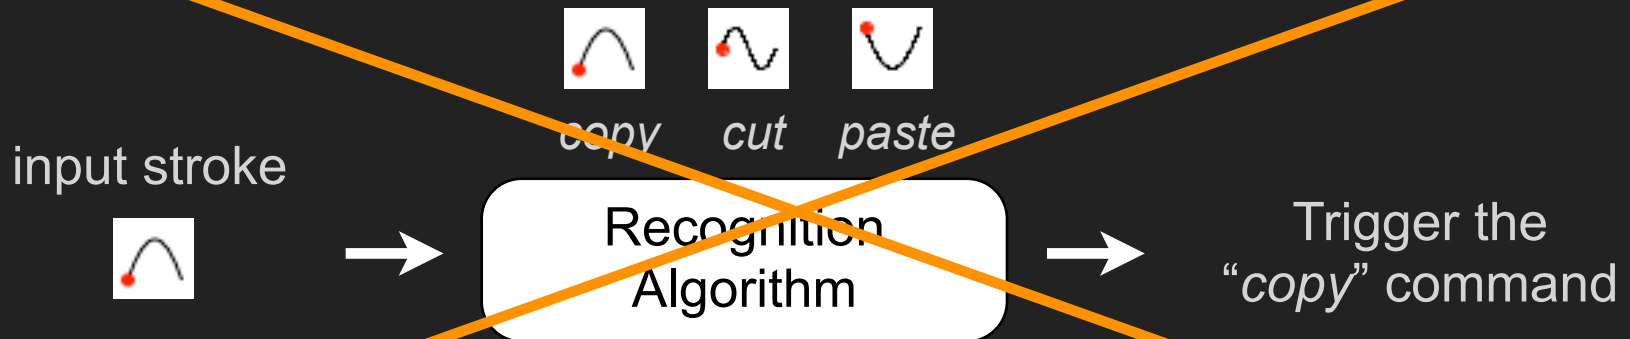 copy cut paste
input stroke
Recognition
Algorithm
Trigger the
“copy” command